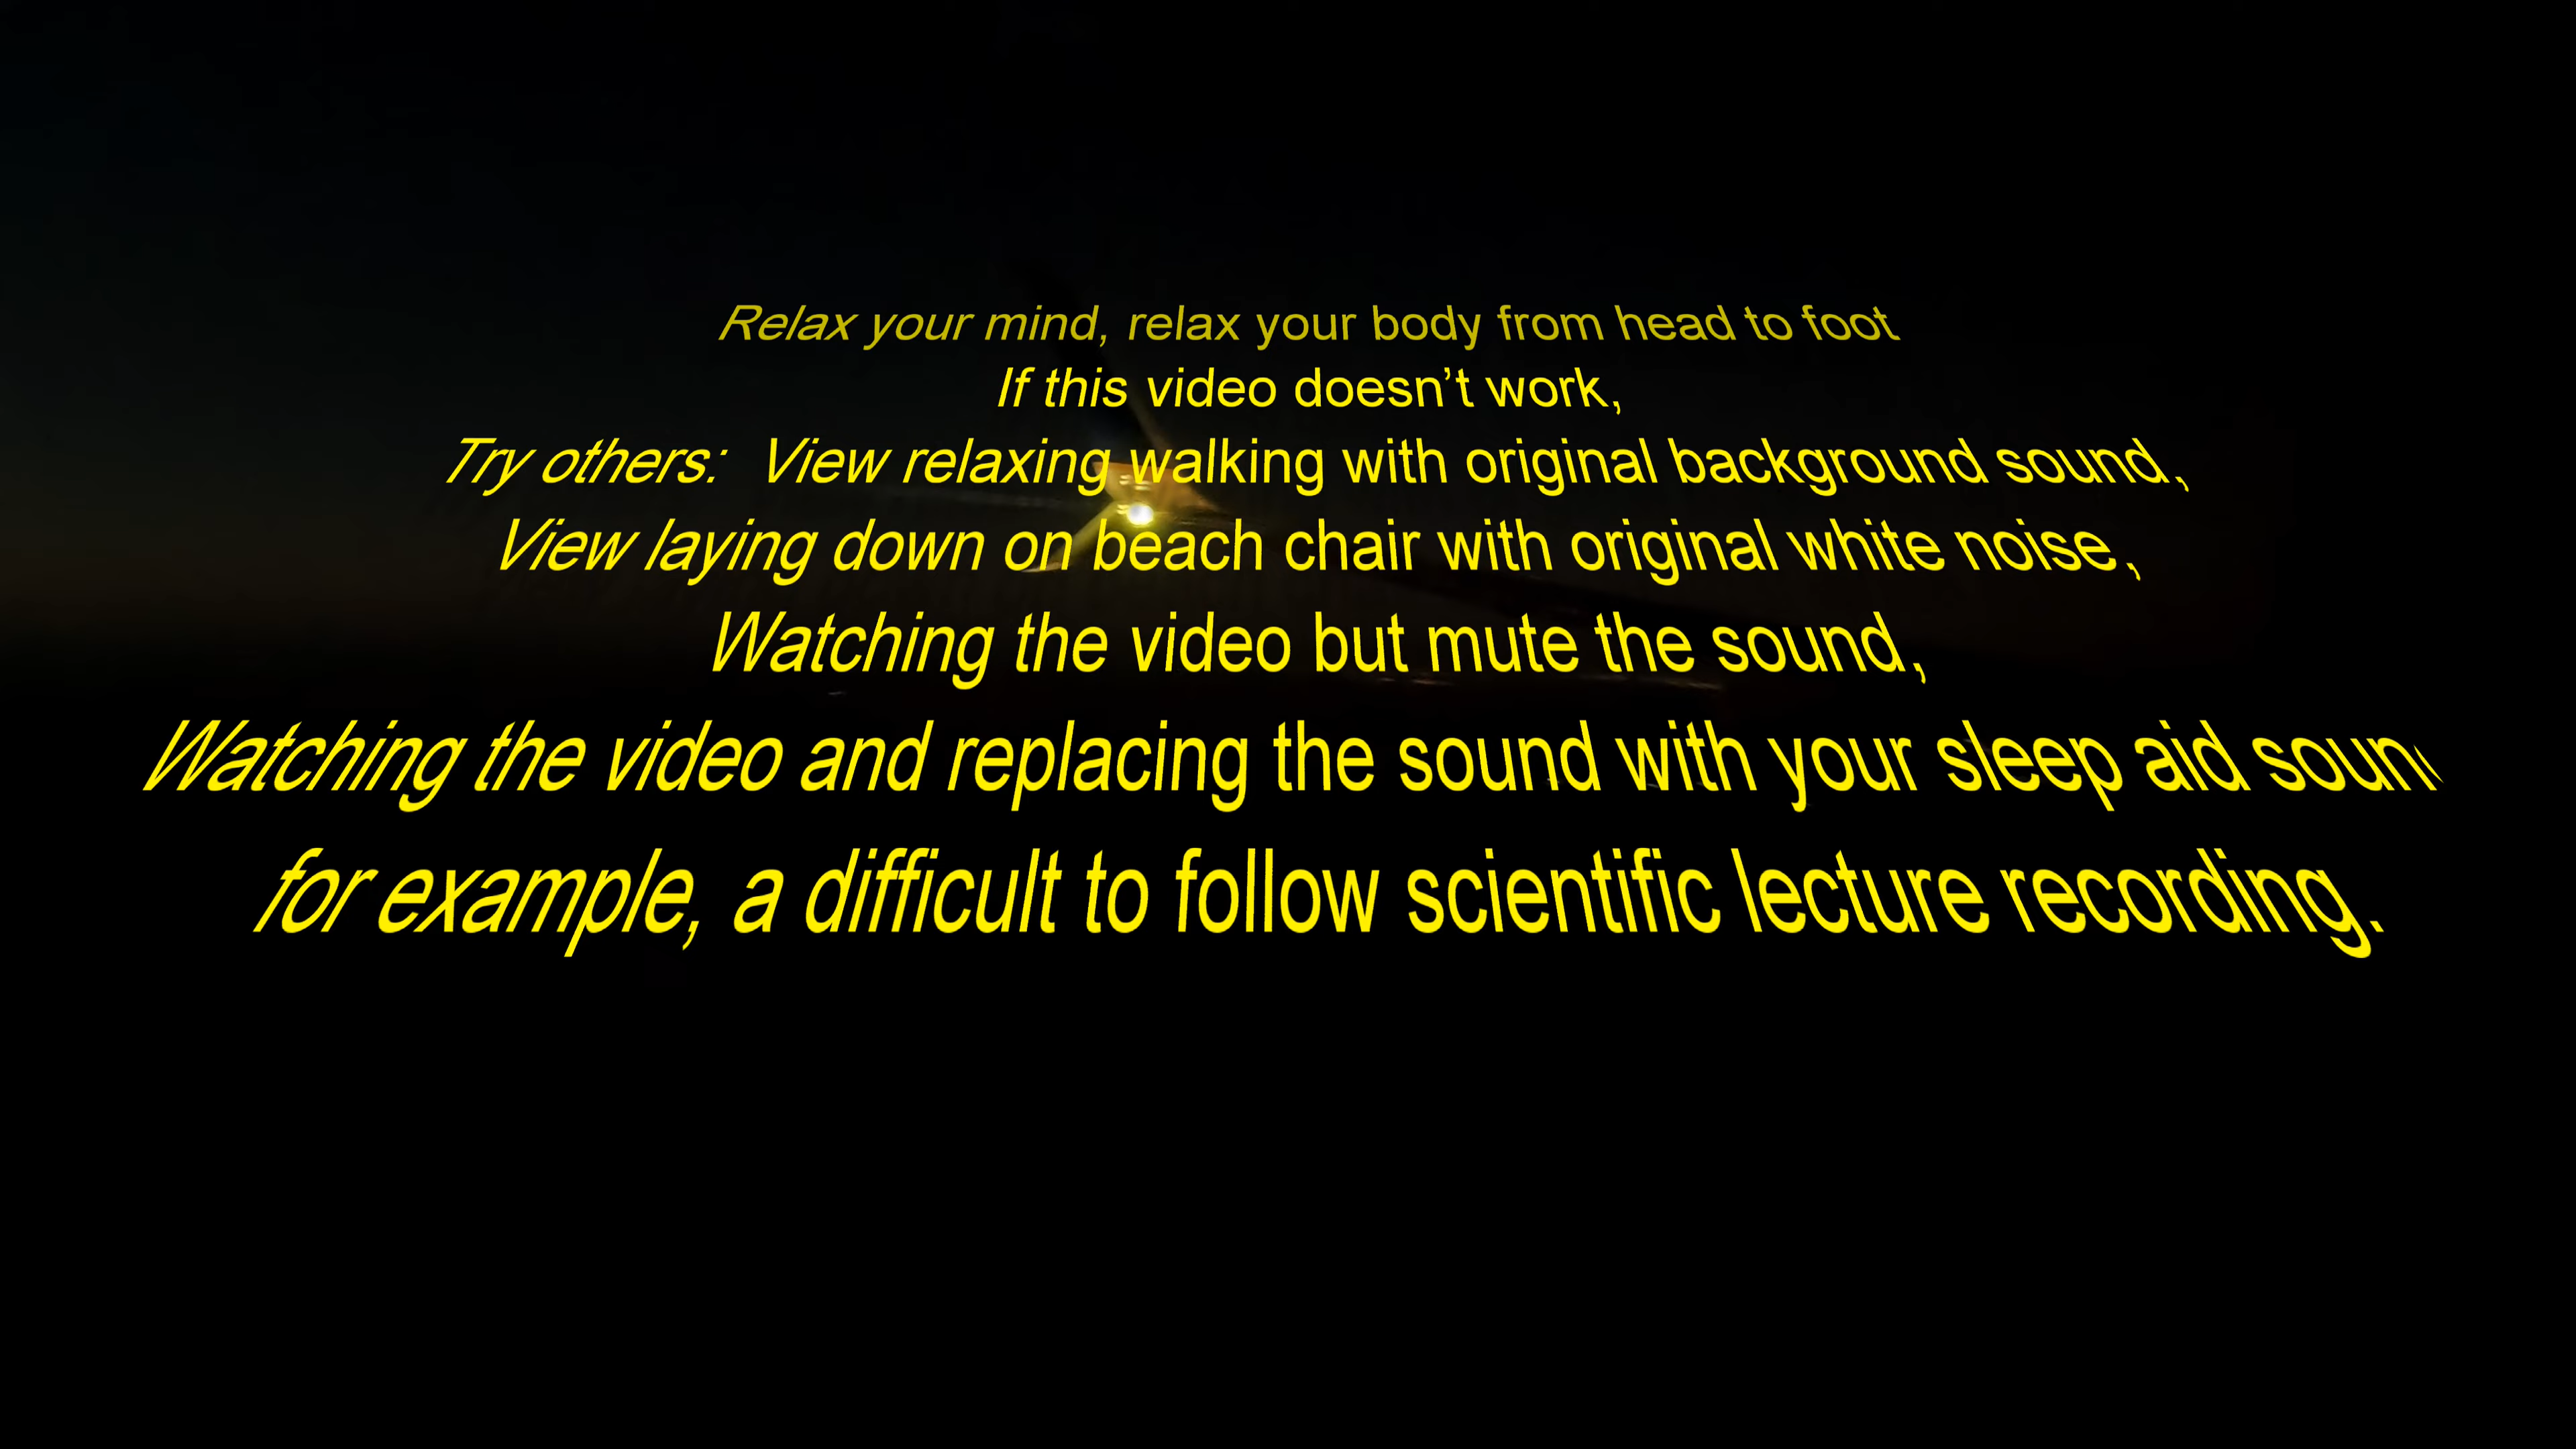 Relax your mind, relax your body from head to foot
If this video doesn’t work,
Try others:  View relaxing walking with original background sound,
View laying down on beach chair with original white noise,
Watching the video but mute the sound,
Watching the video and replacing the sound with your sleep aid
for example, a difficult to follow scientific lecture recording.